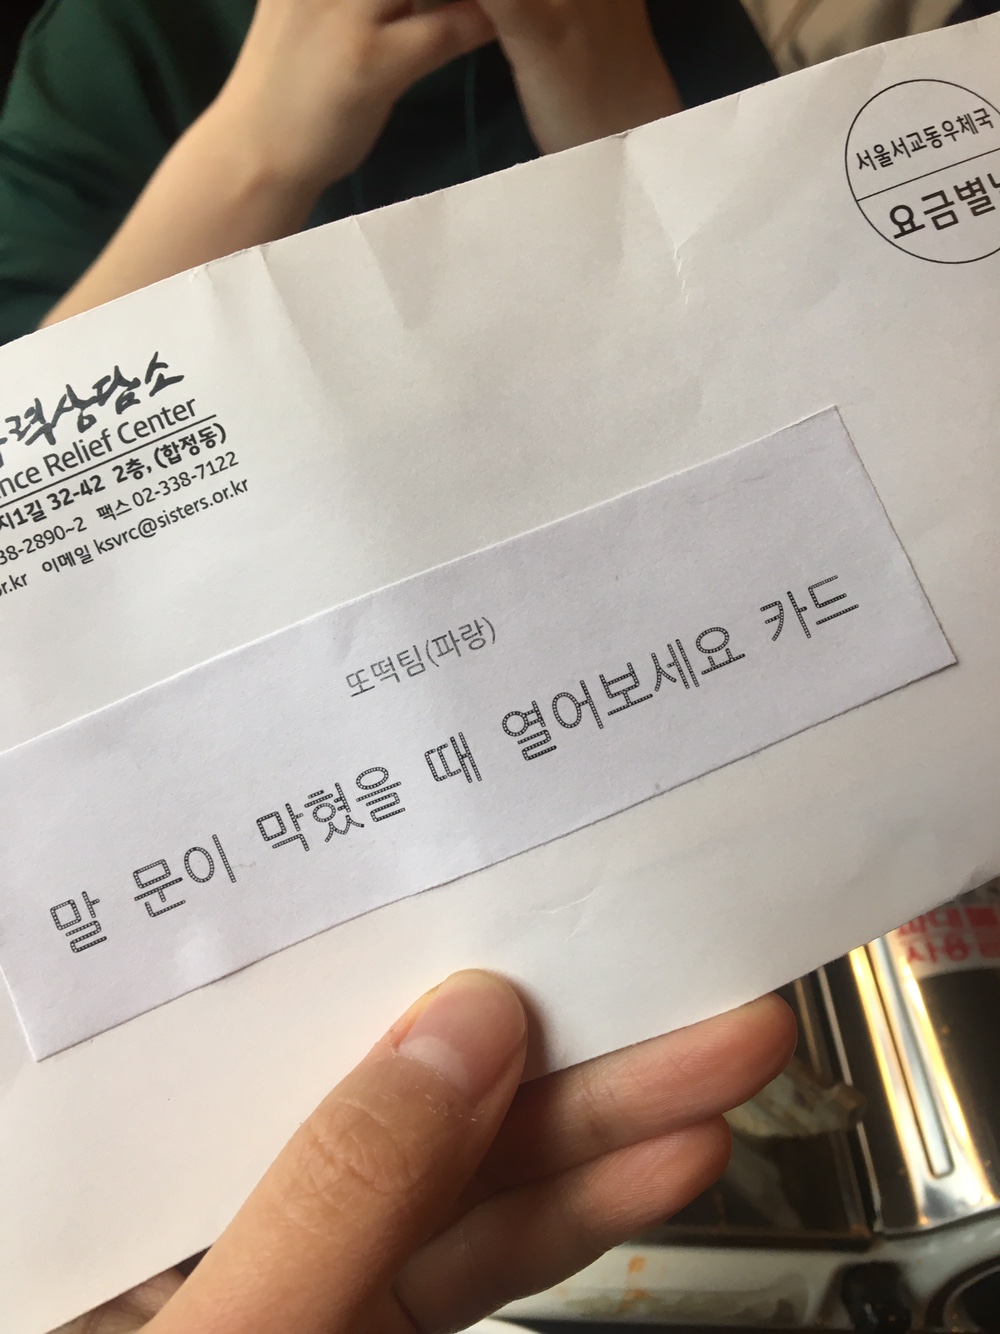 서울서교동우체국
요금별
력상담소
nce Relief Center
지1길 32-42 2층, (합정동)
38-2890~2 팩스 02-338-7122
or.kr 이메일 ksvrc@sisters.or.kr
또떡팀(파랑)
말 문이 막혔을 때 열어보세요 카드